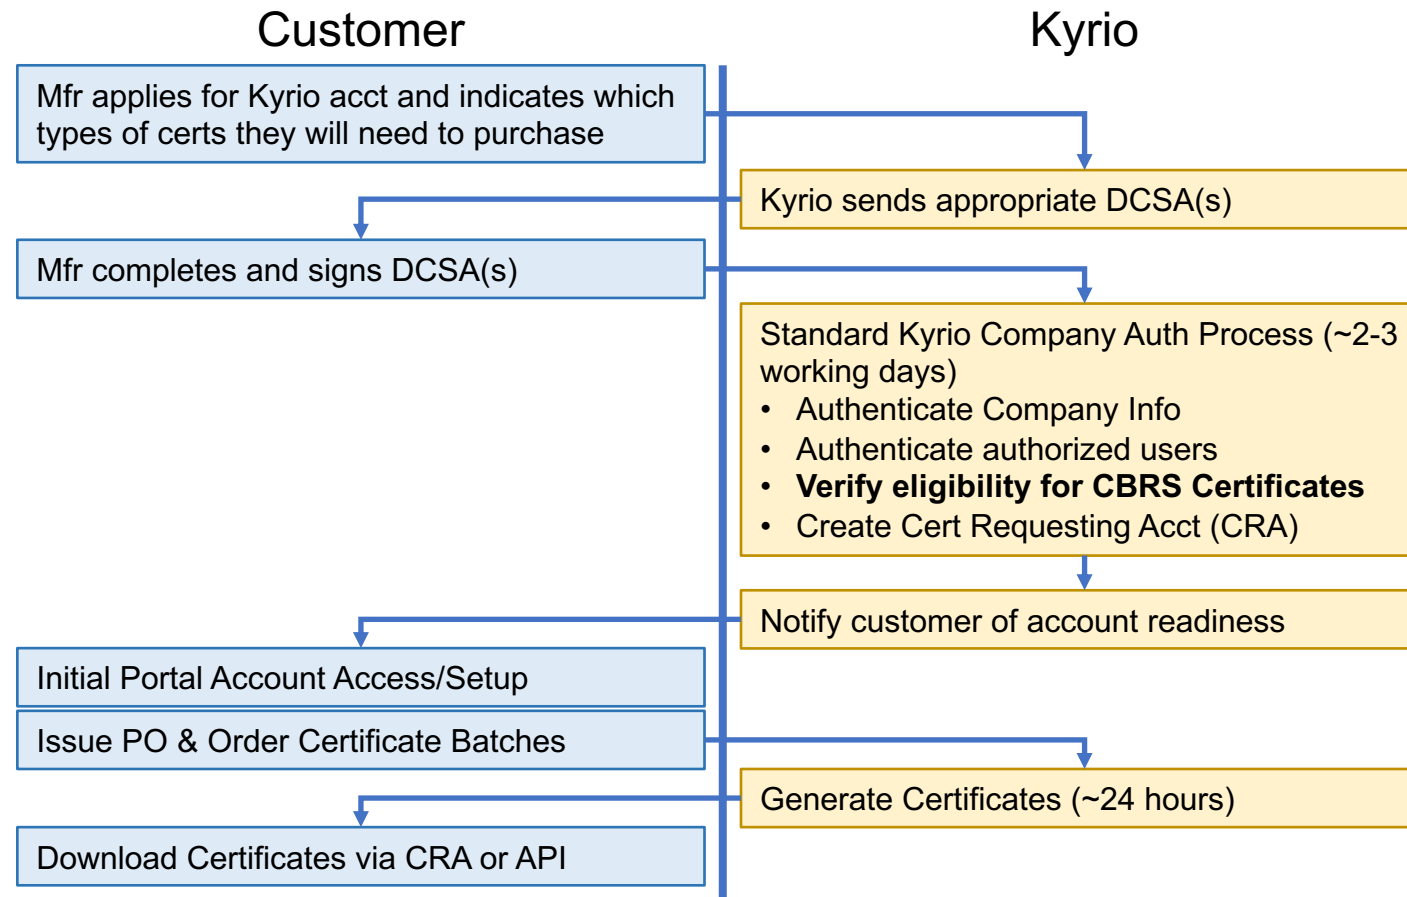 Customer
Kyrio
Mfr applies for Kyrio acct and indicates which
types of certs they will need to purchase
Kyrio sends appropriate DCSA(s)
Mfr completes and signs DCSA(s)
Standard Kyrio Company Auth Process (~2-3
working days)
• Authenticate Company Info
• Authenticate authorized users
• Verify eligibility for CBRS Certificates
• Create Cert Requesting Acct (CRA)
Notify customer of account readiness
Initial Portal Account Access/Setup
Issue PO & Order Certificate Batches
Generate Certificates (~24 hours)
Download Certificates via CRA or API